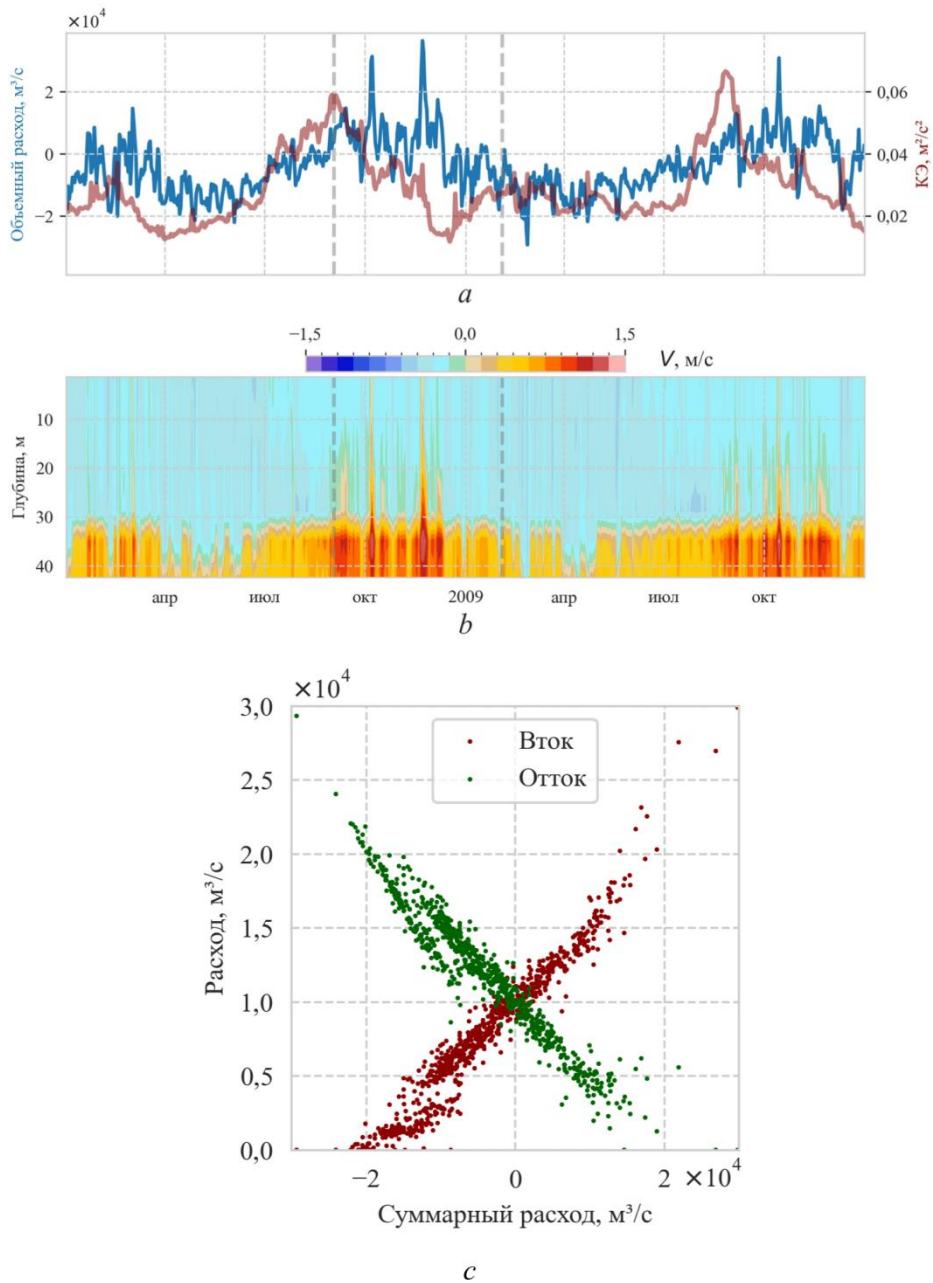 ×10⁴
Объемный расход, м³/с
2
0
−2
0,06
0,04
0,02
КЭ, м²/с²
a
−1,5 0,0 1,5
V, м/с
Глубина, м
10
20
30
40
апр июл окт 2009 апр июл окт
b
×10⁴
Расход, м³/с
3,0
2,5
2,0
1,5
1,0
0,5
0,0
Вток
Отток
−2 0 2 ×10⁴
Суммарный расход, м³/с
c